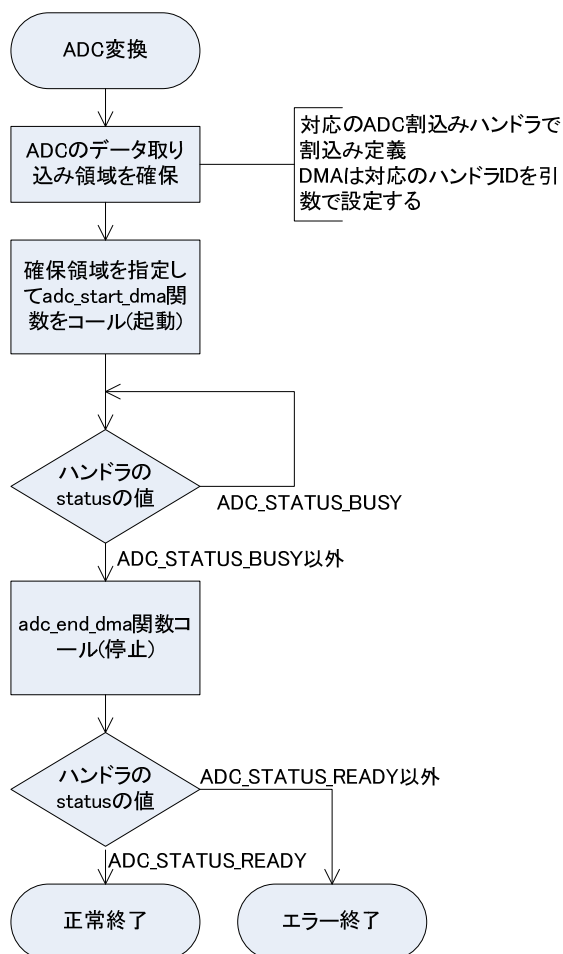 ADC変換
ADCのデータ取り
込み領域を確保
対応のADC割込みハンドラで
割込み定義
DMAは対応のハンドラIDを引
数で設定する
確保領域を指定し
てadc_start_dma関
数をコール(起動)
ハンドラの
statusの値
ADC_STATUS_BUSY
ADC_STATUS_BUSY以外
adc_end_dma関数コ
ール(停止)
ハンドラの
statusの値
ADC_STATUS_READY以外
ADC_STATUS_READY
正常終了
エラー終了